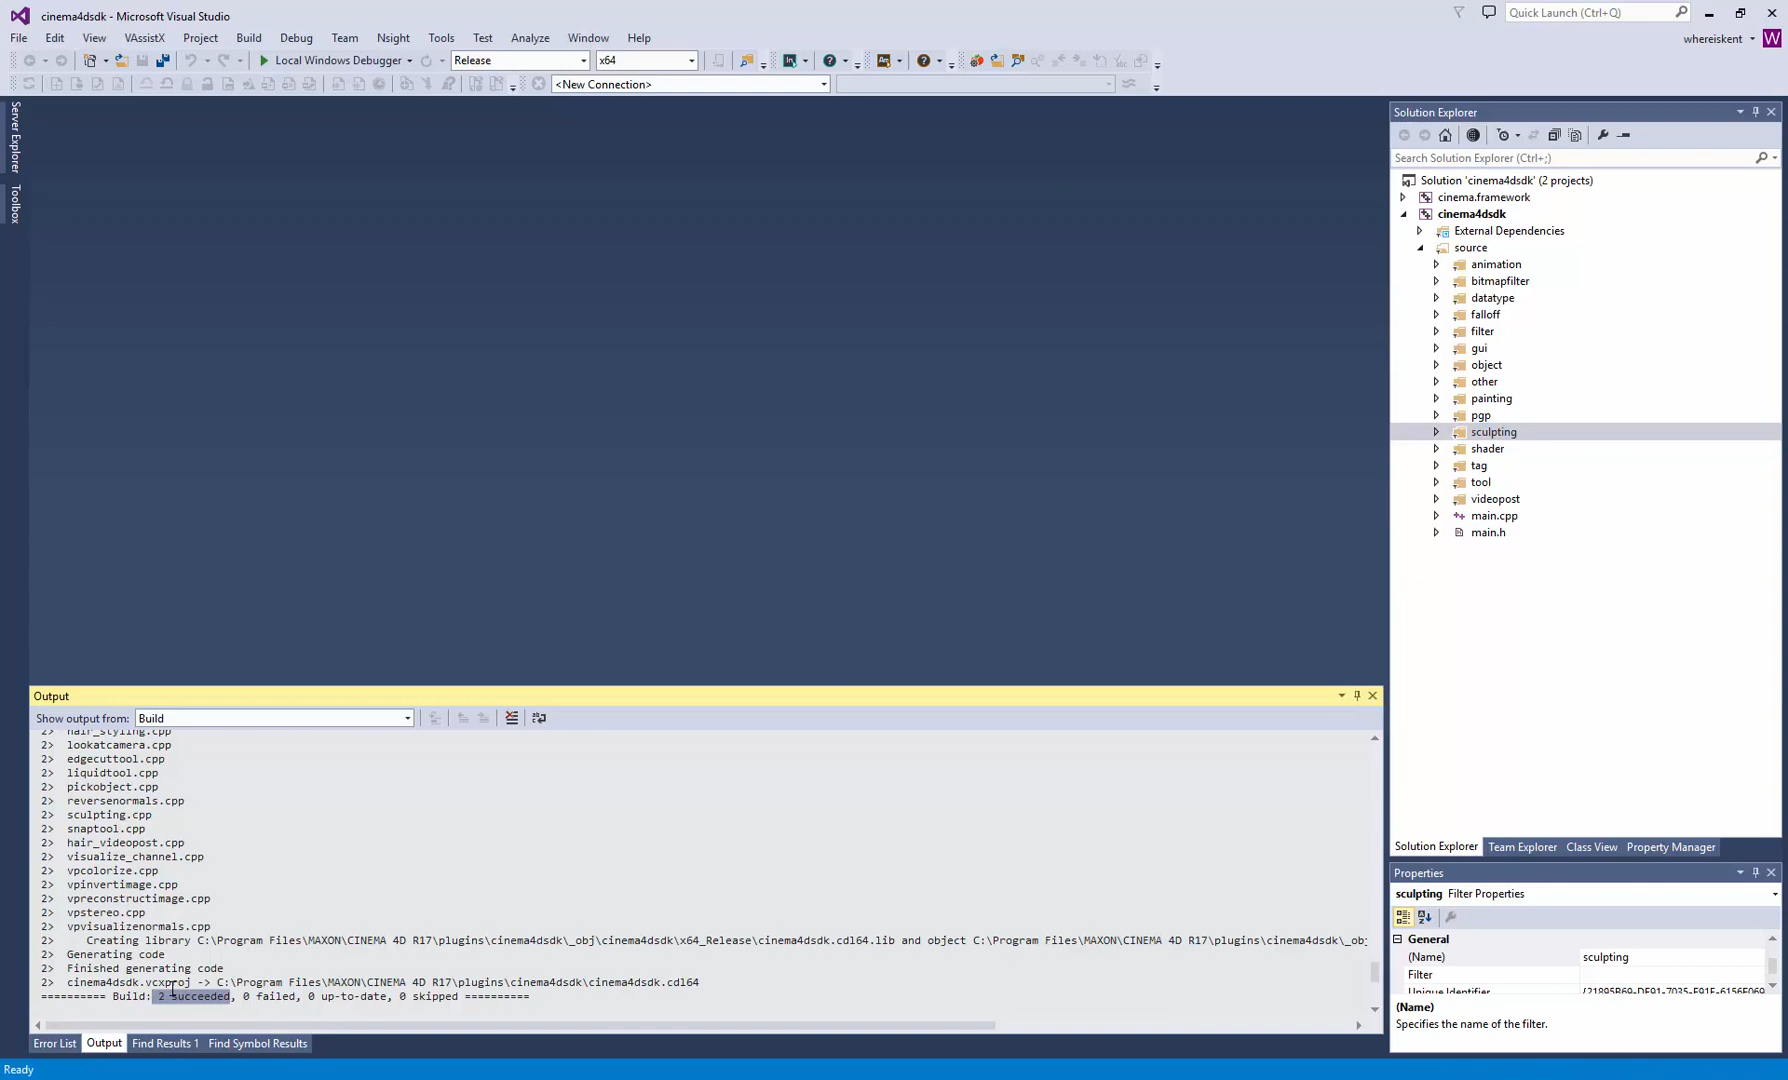 cinema4dsdk - Microsoft Visual Studio
Quick Launch (Ctrl+Q)
File Edit View VAssistX Project Build Debug Team Nsight Tools Test Analyze Window Help
whereiskent W
Local Windows Debugger Release x64
<New Connection>
Server Explorer
Toolbox
Solution Explorer
Search Solution Explorer (Ctrl+;)
Solution 'cinema4dsdk' (2 projects)
cinema.framework
cinema4dsdk
External Dependencies
source
animation
bitmapfilter
datatype
falloff
filter
gui
object
other
painting
pgp
sculpting
shader
tag
tool
videopost
main.cpp
main.h
Solution Explorer Team Explorer Class View Property Manager
Properties
sculpting Filter Properties
General
(Name) sculpting
Filter
Unique Identifier
(Name)
Specifies the name of the filter.
Output
Show output from: Build
2> hair_styling.cpp
2> lookatcamera.cpp
2> edgecuttool.cpp
2> liquidtool.cpp
2> pickobject.cpp
2> reversenormals.cpp
2> sculpting.cpp
2> snaptool.cpp
2> hair_videopost.cpp
2> visualize_channel.cpp
2> vpcolorize.cpp
2> vpinvertimage.cpp
2> vpreconstructimage.cpp
2> vpstereo.cpp
2> vpvisualizenormals.cpp
2> Creating library C:\Program Files\MAXON\CINEMA 4D R17\plugins\cinema4dsdk\_obj\cinema4dsdk\x64_Release\cinema4dsdk.cdl64.lib and object C:\Program Files\MAXON\CINEMA 4D R17\plugins\cinema4dsdk\_ob
2> Generating code
2> Finished generating code
2> cinema4dsdk.vcxproj -> C:\Program Files\MAXON\CINEMA 4D R17\plugins\cinema4dsdk\cinema4dsdk.cdl64
========== Build: 2 succeeded, 0 failed, 0 up-to-date, 0 skipped ==========
Error List Output Find Results 1 Find Symbol Results
Ready